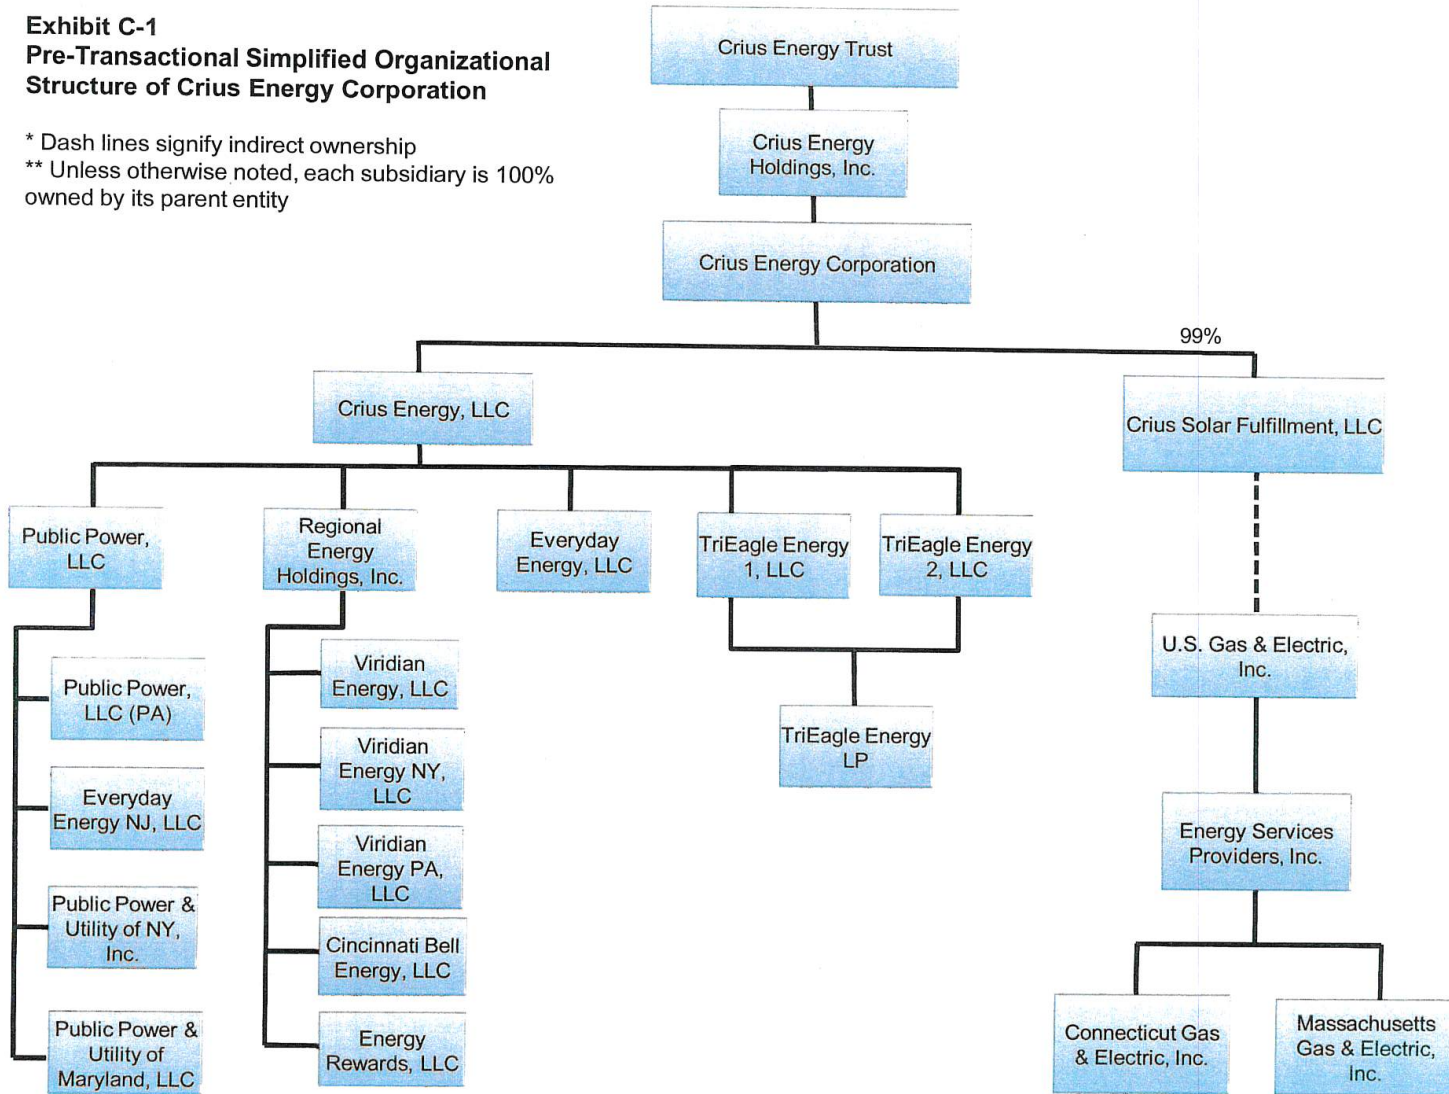 Exhibit C-1
Pre-Transactional Simplified Organizational
Structure of Crius Energy Corporation
* Dash lines signify indirect ownership
** Unless otherwise noted, each subsidiary is 100%
owned by its parent entity
Crius Energy Trust
Crius Energy
Holdings, Inc.
Crius Energy Corporation
99%
Crius Energy, LLC
Crius Solar Fulfillment, LLC
Public Power,
LLC
Regional
Energy
Holdings, Inc.
Everyday
Energy, LLC
TriEagle Energy
1, LLC
TriEagle Energy
2, LLC
Public Power,
LLC (PA)
Everyday
Energy NJ, LLC
Public Power &
Utility of NY,
Inc.
Public Power &
Utility of
Maryland, LLC
Viridian
Energy, LLC
Viridian
Energy NY,
LLC
Viridian
Energy PA,
LLC
Cincinnati Bell
Energy, LLC
Energy
Rewards, LLC
TriEagle Energy
LP
U.S. Gas & Electric,
Inc.
Energy Services
Providers, Inc.
Connecticut Gas
& Electric, Inc.
Massachusetts
Gas & Electric,
Inc.